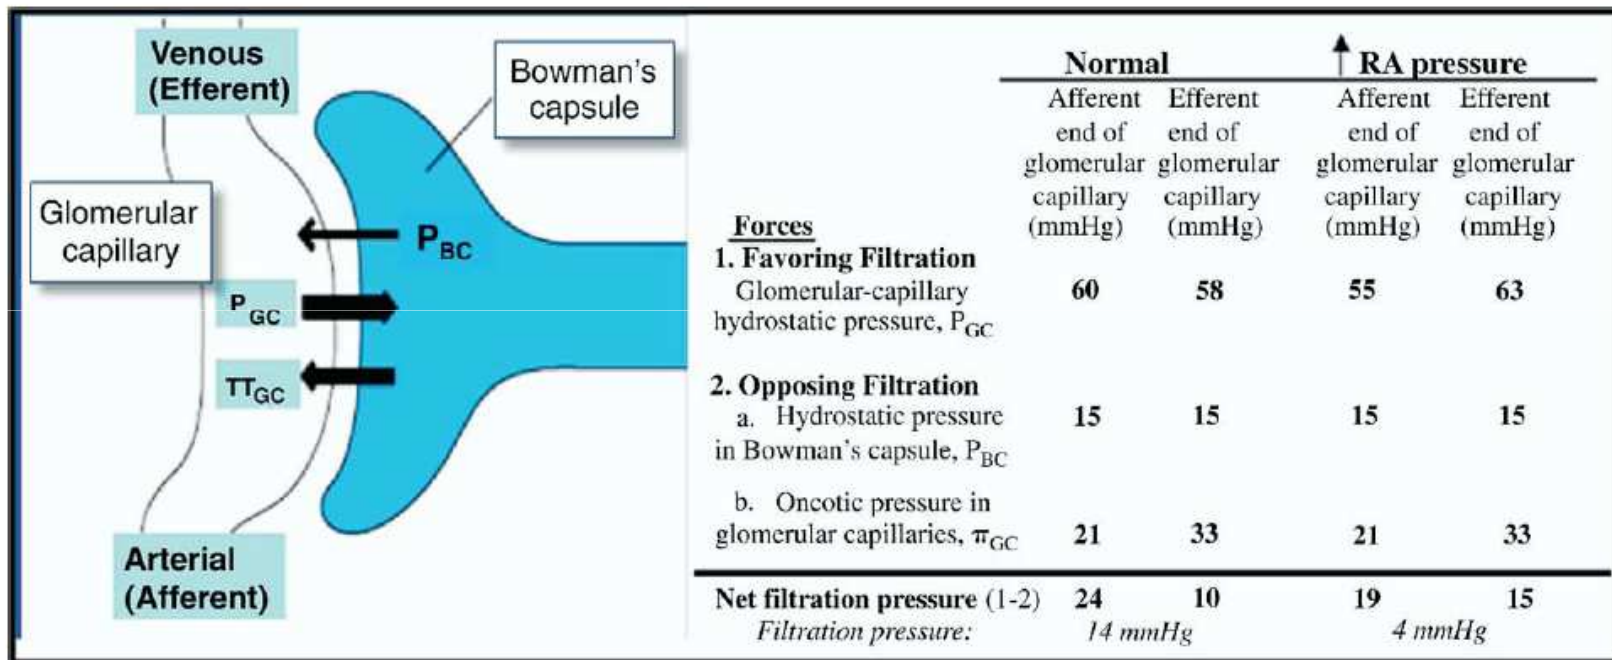 Venous
(Efferent)
Bowman's
capsule
Glomerular
capillary
P BC
P GC
TT GC
Arterial
(Afferent)
Normal ↑ RA pressure
Afferent Efferent Afferent Efferent
end of end of end of end of
glomerular glomerular glomerular glomerular
capillary capillary capillary capillary
Forces (mmHg) (mmHg) (mmHg) (mmHg)
1. Favoring Filtration
Glomerular-capillary 60 58 55 63
hydrostatic pressure, PGC
2. Opposing Filtration
a. Hydrostatic pressure 15 15 15 15
in Bowman's capsule, PBC
b. Oncotic pressure in
glomerular capillaries, πGC 21 33 21 33
Net filtration pressure (1-2) 24 10 19 15
Filtration pressure: 14 mmHg 4 mmHg